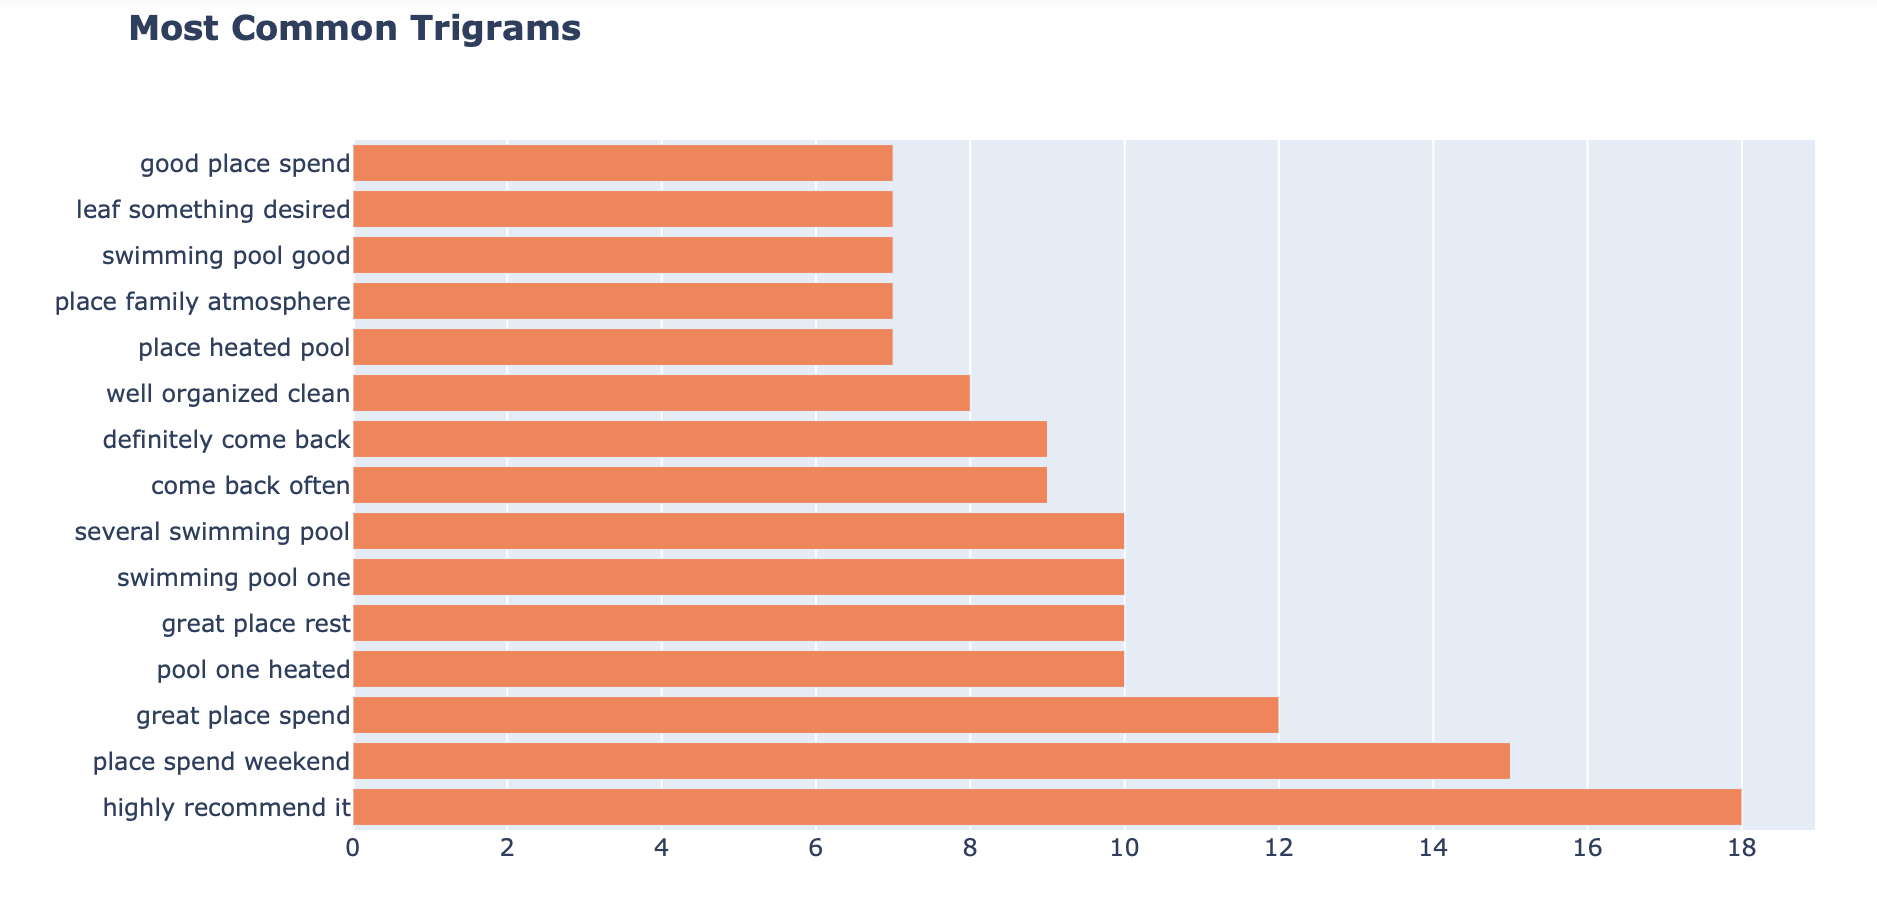 Most Common Trigrams
good place spend
leaf something desired
swimming pool good
place family atmosphere
place heated pool
well organized clean
definitely come back
come back often
several swimming pool
swimming pool one
great place rest
pool one heated
great place spend
place spend weekend
highly recommend it
0 2 4 6 8 10 12 14 16 18